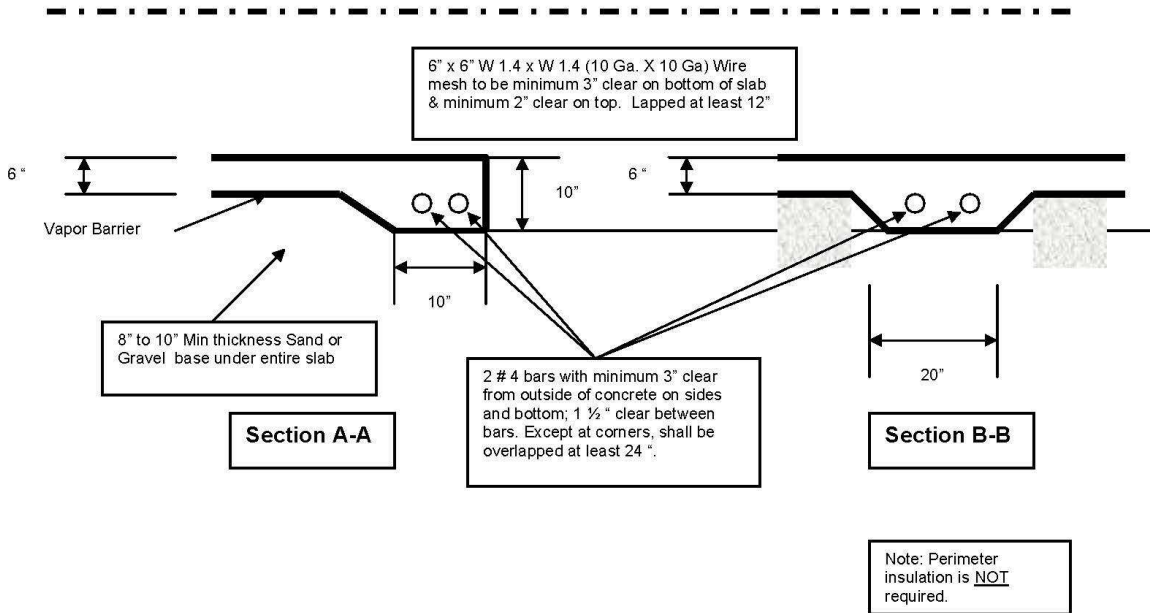 6” x 6” W 1.4 x W 1.4 (10 Ga. X 10 Ga) Wire
mesh to be minimum 3” clear on bottom of slab
& minimum 2” clear on top.  Lapped at least 12”
6 “
10”
6 “
Vapor Barrier
10”
8” to 10” Min thickness Sand or
Gravel  base under entire slab
20”
2 # 4 bars with minimum 3” clear
from outside of concrete on sides
and bottom; 1 ½ “ clear between
bars. Except at corners, shall be
overlapped at least 24 “.
Section A-A
Section B-B
Note: Perimeter
insulation is NOT
required.